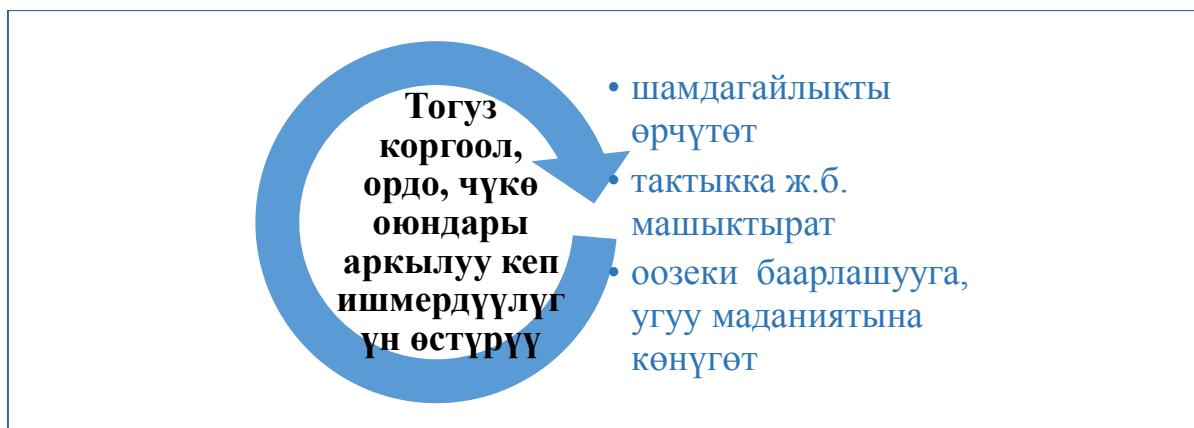 Тогуз
коргоол,
ордо, чүкө
оюндары
аркылуу кеп
ишмердүүлүг
үн өстүрүү
• шамдагайлыкты
өрчүтөт
• тактыкка ж.б.
машыктырат
• оозеки баарлашууга,
угуу маданиятына
көнүгөт